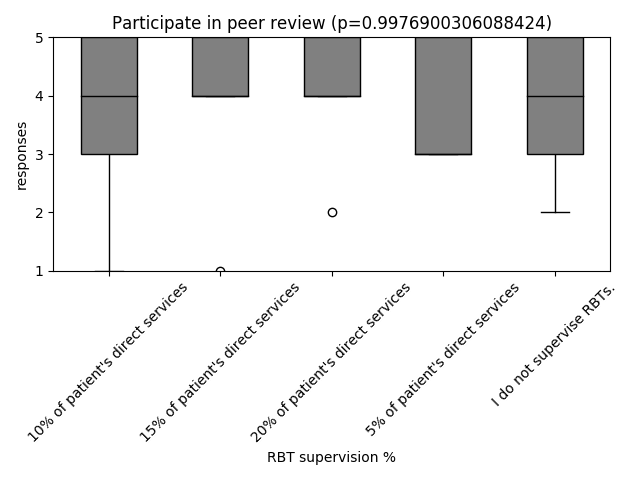 Participate in peer review (p=0.9976900306088424)
responses
5
4
3
2
1
10% of patient's direct services
15% of patient's direct services
20% of patient's direct services
5% of patient's direct services
I do not supervise RBTs.
RBT supervision %